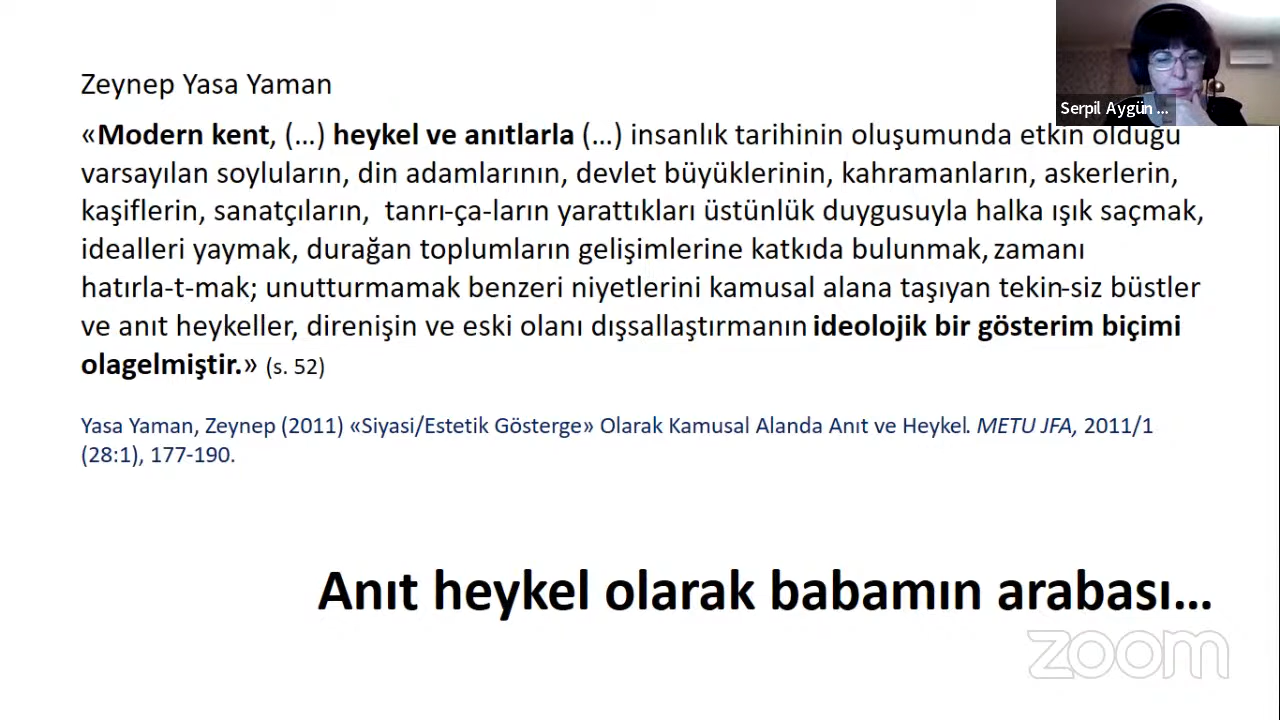 Zeynep Yasa Yaman
Serpil Aygün ...
«Modern kent, (…) heykel ve anıtlarla (…) insanlık tarihinin oluşumunda etkin olduğu
varsayılan soyluların, din adamlarının, devlet büyüklerinin, kahramanların, askerlerin,
kaşiflerin, sanatçıların, tanrı-ça-ların yarattıkları üstünlük duygusuyla halka ışık saçmak,
idealleri yaymak, durağan toplumların gelişimlerine katkıda bulunmak, zamanı
hatırla-t-mak; unutturmamak benzeri niyetlerini kamusal alana taşıyan tekin-siz büstler
ve anıt heykeller, direnişin ve eski olanı dışsallaştırmanın ideolojik bir gösterim biçimi
olagelmiştir.» (s. 52)
Yasa Yaman, Zeynep (2011) «Siyasi/Estetik Gösterge» Olarak Kamusal Alanda Anıt ve Heykel. METU JFA, 2011/1
(28:1), 177-190.
Anıt heykel olarak babamın arabası…
zoom